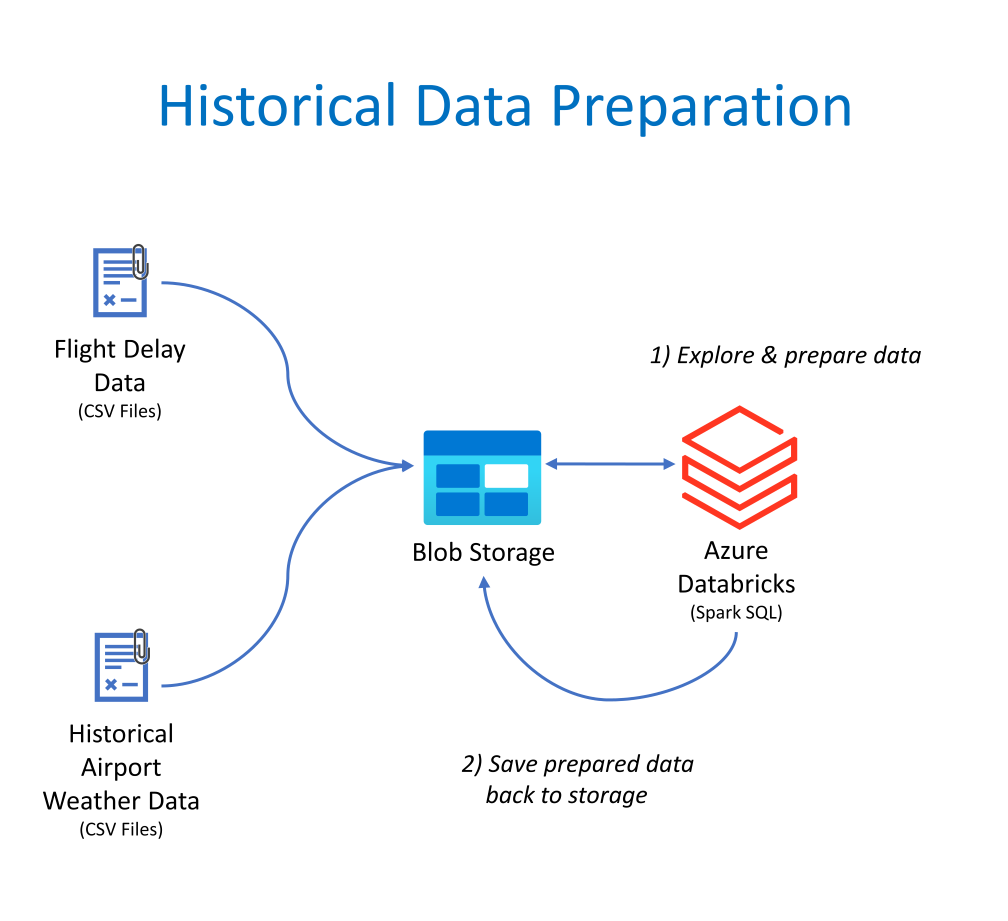 Historical Data Preparation
Flight Delay
Data
(CSV Files)
1) Explore & prepare data
Blob Storage
Azure
Databricks
(Spark SQL)
Historical
Airport
Weather Data
(CSV Files)
2) Save prepared data
back to storage